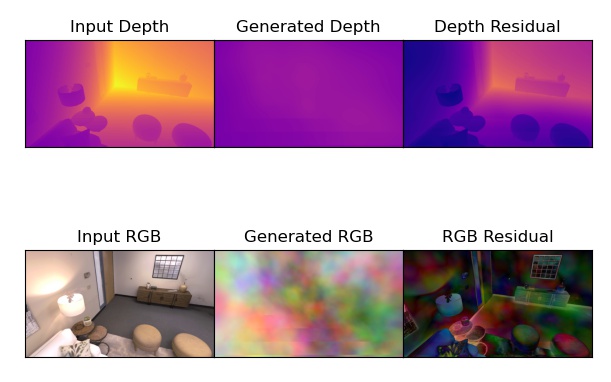 Input Depth
Generated Depth
Depth Residual
Input RGB
Generated RGB
RGB Residual